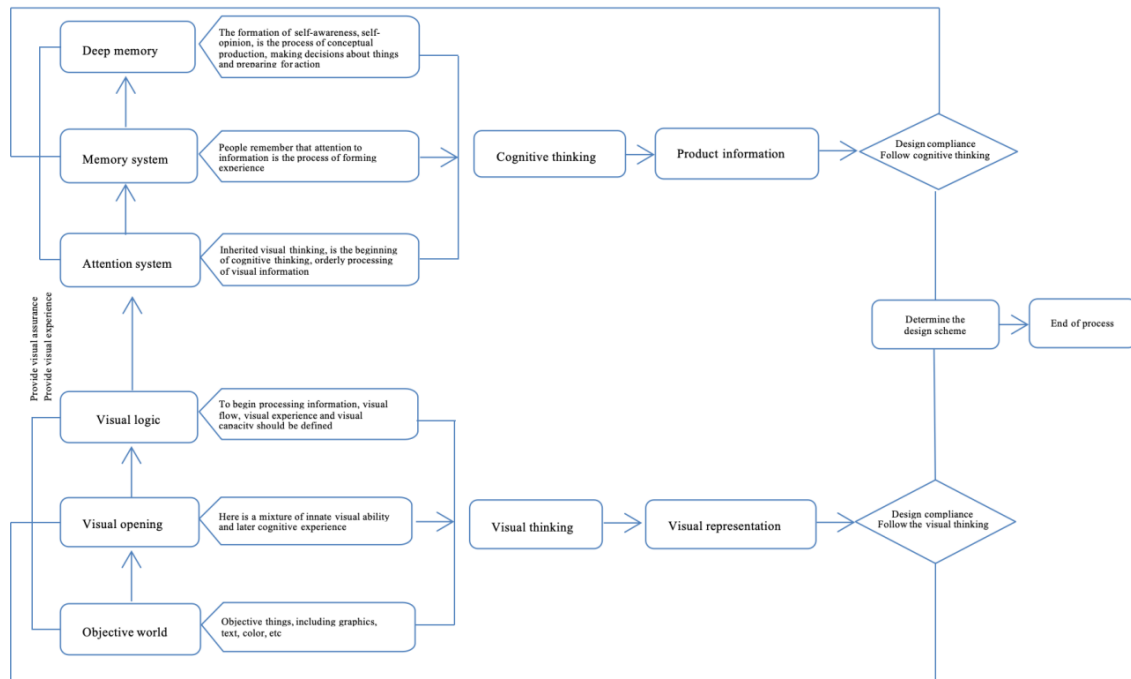 Deep memory
The formation of self-awareness, self-
opinion, is the process of conceptual
production, making decisions about things
and preparing for action
Memory system
People remember that attention to
information is the process of forming
experience
Cognitive thinking
Product information
Design compliance
Follow cognitive thinking
Attention system
Inherited visual thinking, is the beginning
of cognitive thinking, orderly processing
of visual information
Provide visual assurance
Provide visual experience
Determine the
design scheme
End of process
Visual logic
To begin processing information, visual
flow, visual experience and visual
capacity should be defined
Visual opening
Here is a mixture of innate visual ability
and later cognitive experience
Visual thinking
Visual representation
Design compliance
Follow the visual thinking
Objective world
Objective things, including graphics,
text, color, etc